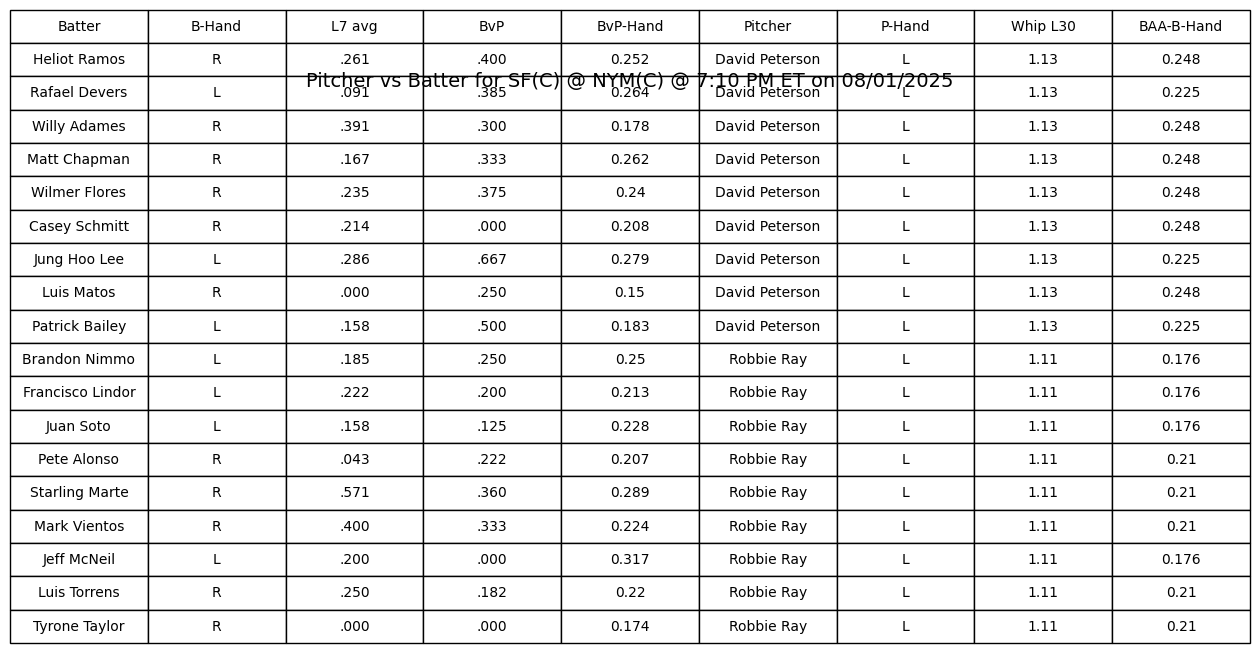 Batter B-Hand L7 avg BvP BvP-Hand Pitcher P-Hand Whip L30 BAA-B-Hand
Heliot Ramos R .261 .400 0.252 David Peterson L 1.13 0.248
Pitcher vs Batter for SF(C) @ NYM(C) @ 7:10 PM ET on 08/01/2025
Rafael Devers L .091 .385 0.264 David Peterson L 1.13 0.225
Willy Adames R .391 .300 0.178 David Peterson L 1.13 0.248
Matt Chapman R .167 .333 0.262 David Peterson L 1.13 0.248
Wilmer Flores R .235 .375 0.24 David Peterson L 1.13 0.248
Casey Schmitt R .214 .000 0.208 David Peterson L 1.13 0.248
Jung Hoo Lee L .286 .667 0.279 David Peterson L 1.13 0.225
Luis Matos R .000 .250 0.15 David Peterson L 1.13 0.248
Patrick Bailey L .158 .500 0.183 David Peterson L 1.13 0.225
Brandon Nimmo L .185 .250 0.25 Robbie Ray L 1.11 0.176
Francisco Lindor L .222 .200 0.213 Robbie Ray L 1.11 0.176
Juan Soto L .158 .125 0.228 Robbie Ray L 1.11 0.176
Pete Alonso R .043 .222 0.207 Robbie Ray L 1.11 0.21
Starling Marte R .571 .360 0.289 Robbie Ray L 1.11 0.21
Mark Vientos R .400 .333 0.224 Robbie Ray L 1.11 0.21
Jeff McNeil L .200 .000 0.317 Robbie Ray L 1.11 0.176
Luis Torrens R .250 .182 0.22 Robbie Ray L 1.11 0.21
Tyrone Taylor R .000 .000 0.174 Robbie Ray L 1.11 0.21